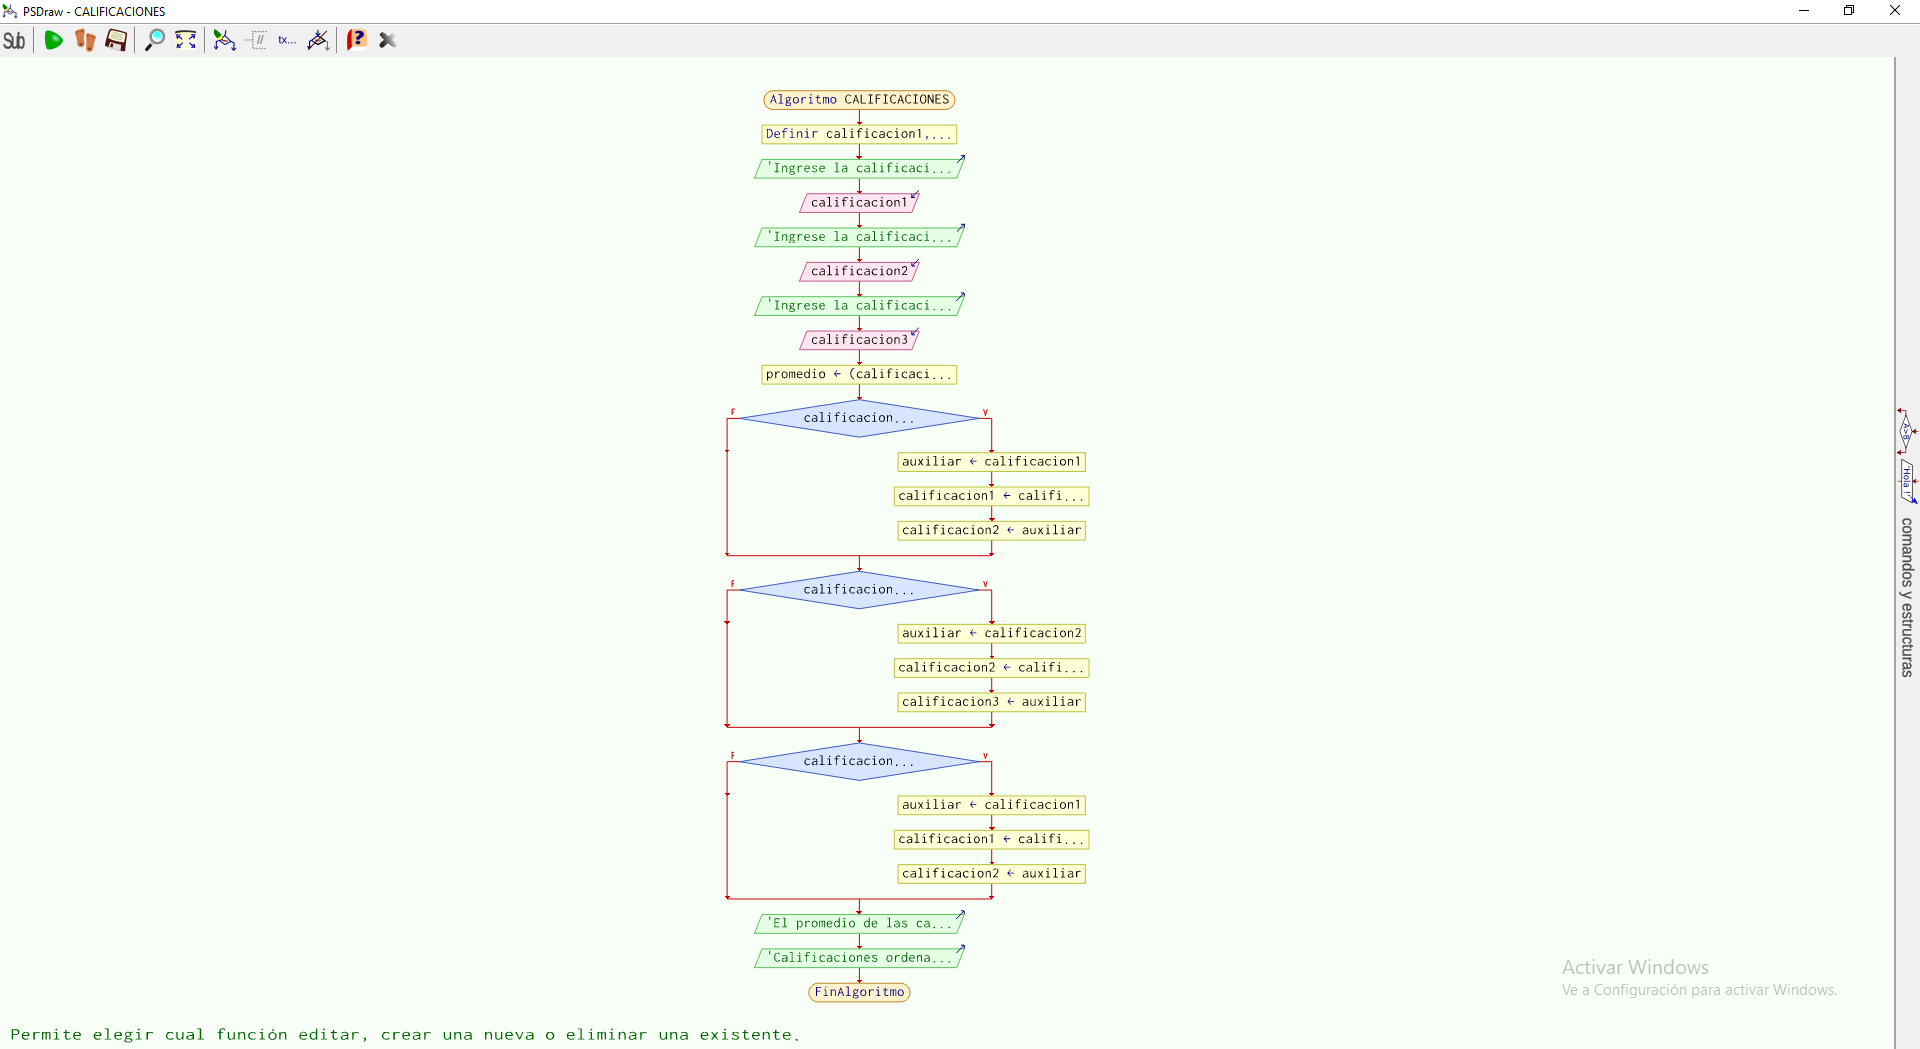 PSDraw - CALIFICACIONES
Sub
tx...
Algoritmo CALIFICACIONES
Definir calificacion1,...
'Ingrese la calificaci...
calificacion1
'Ingrese la calificaci...
calificacion2
'Ingrese la calificaci...
calificacion3
promedio ← (calificaci...
F
calificacion...
V
auxiliar ← calificacion1
calificacion1 ← califi...
calificacion2 ← auxiliar
F
calificacion...
V
auxiliar ← calificacion2
calificacion2 ← califi...
calificacion3 ← auxiliar
F
calificacion...
V
auxiliar ← calificacion1
calificacion1 ← califi...
calificacion2 ← auxiliar
'El promedio de las ca...
'Calificaciones ordena...
FinAlgoritmo
A>B
'Hola !'
comandos y estructuras
Activar Windows
Ve a Configuración para activar Windows.
Permite elegir cual función editar, crear una nueva o eliminar una existente.